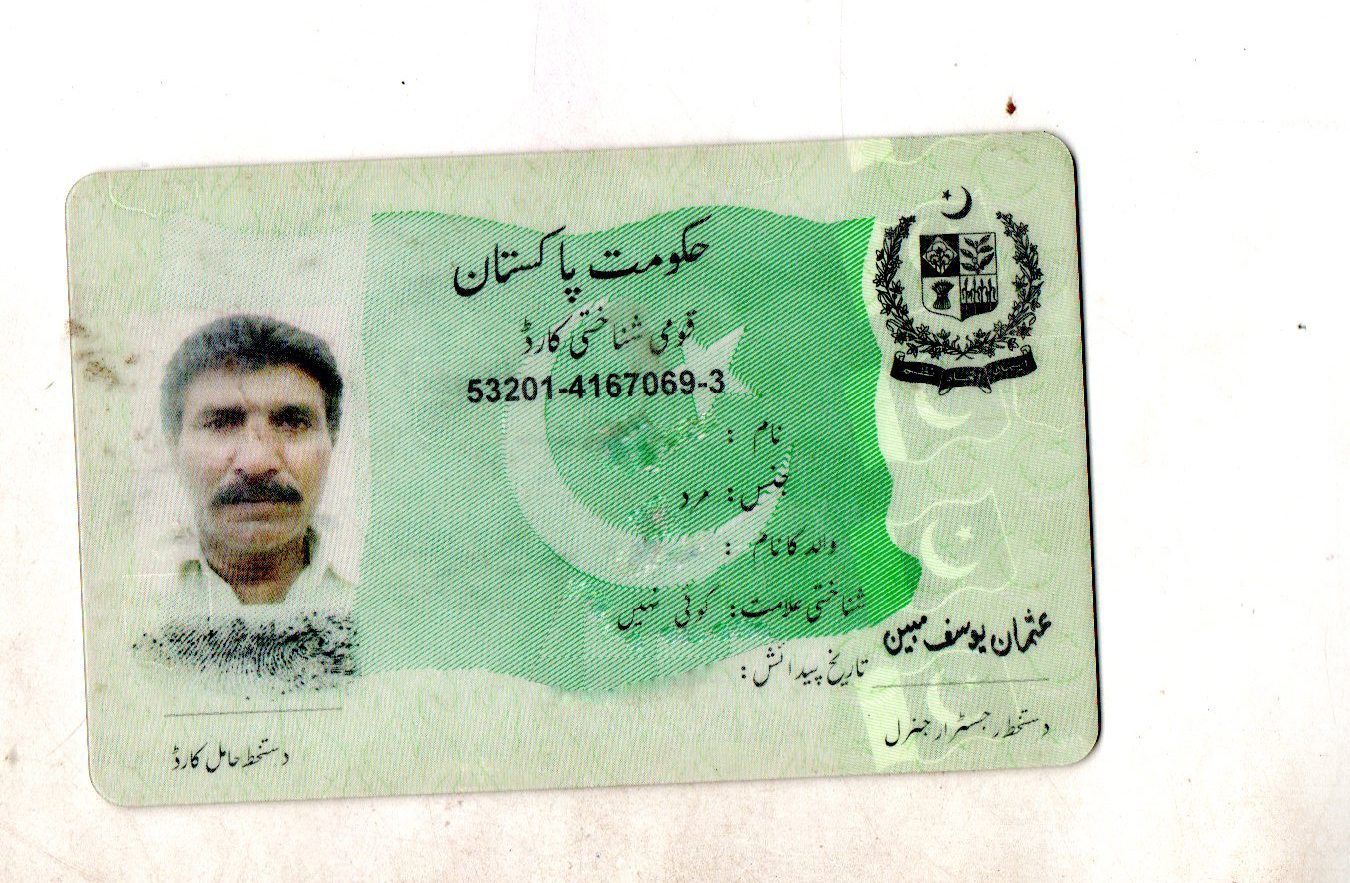 حکومت پاکستان
قومی شناختی کارڈ
53201-4167069-3
نام :
جنس : مرد
والد کا نام :
شناختی علامت : کوئی نہیں
تاریخ پیدائش :
عثمان یوسف مبین
دستخط رجسٹرار جنرل
دستخط حامل کارڈ